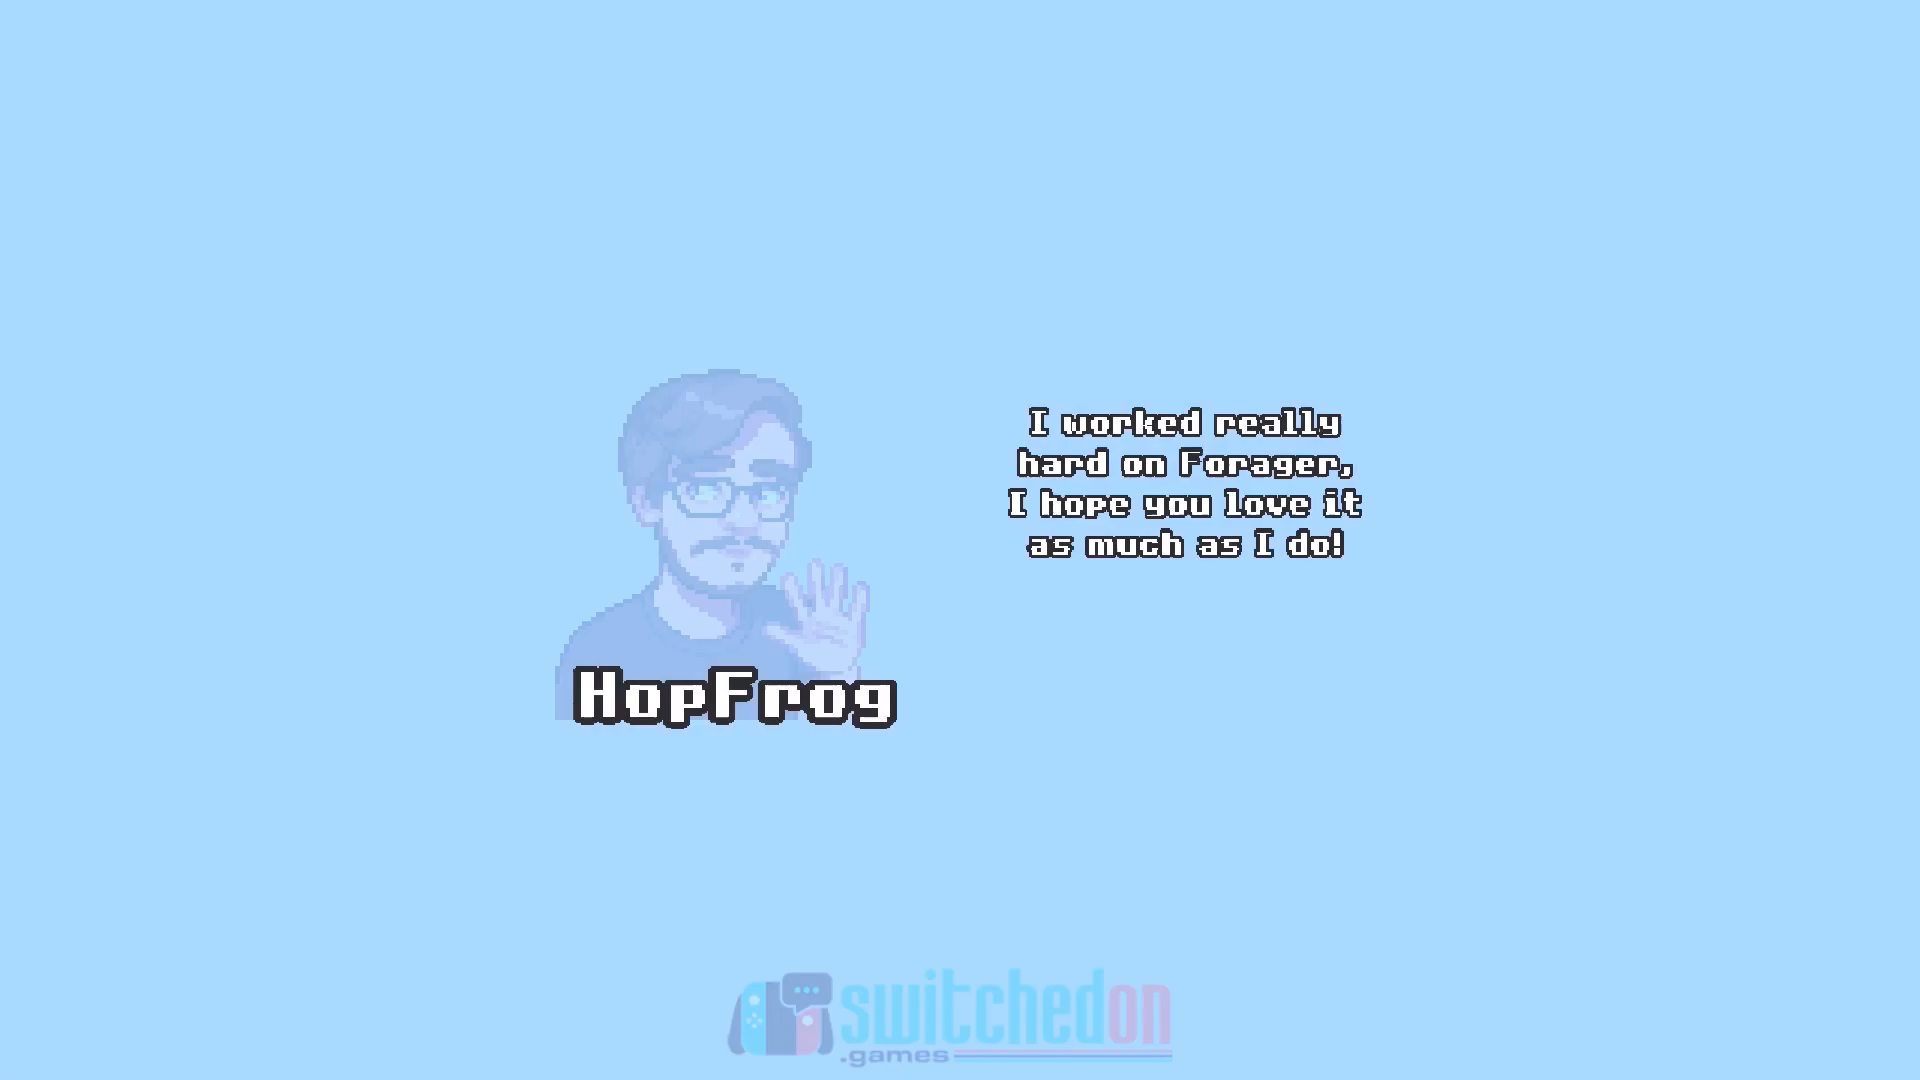 I worked really
hard on Forager,
I hope you love it
as much as I do!
HopFrog
switchedon
.games